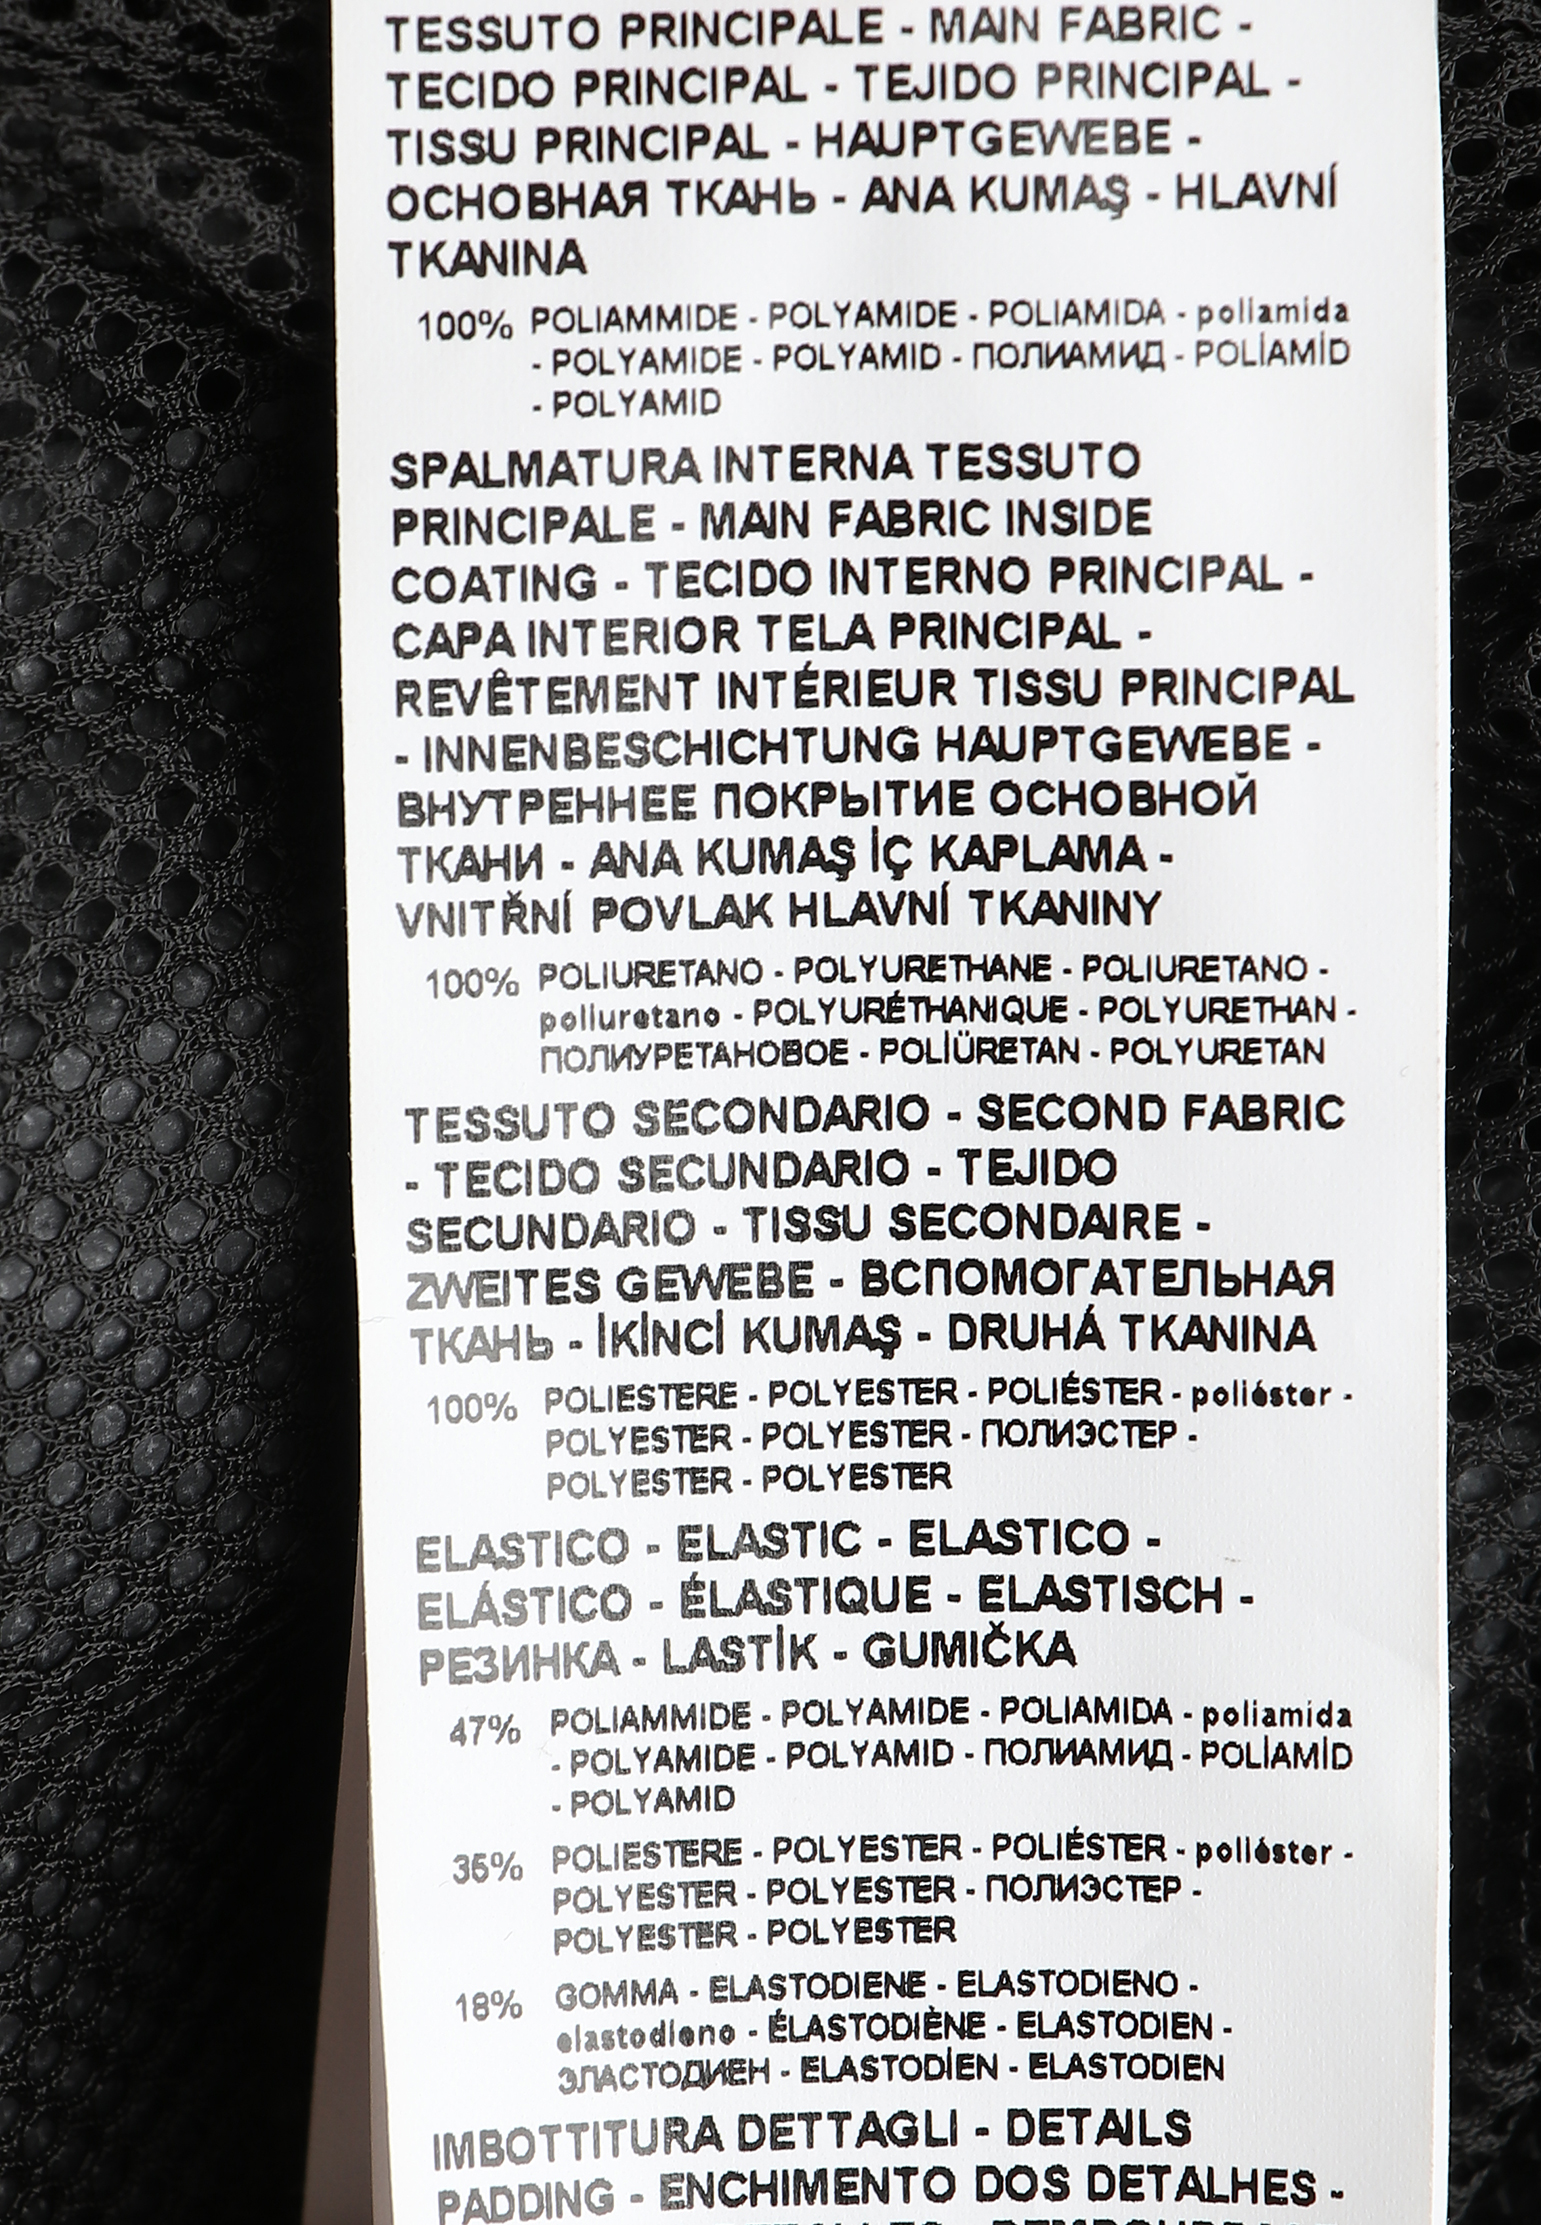 TESSUTO PRINCIPALE - MAIN FABRIC -
TECIDO PRINCIPAL - TEJIDO PRINCIPAL -
TISSU PRINCIPAL - HAUPTGEWEBE -
ОСНОВНАЯ ТКАНЬ - ANA KUMAŞ - HLAVNÍ
TKANINA
100% POLIAMMIDE - POLYAMIDE - POLIAMIDA - poliamida
- POLYAMIDE - POLYAMID - ПОЛИАМИД - POLİAMİD
- POLYAMID
SPALMATURA INTERNA TESSUTO
PRINCIPALE - MAIN FABRIC INSIDE
COATING - TECIDO INTERNO PRINCIPAL -
CAPA INTERIOR TELA PRINCIPAL -
REVÊTEMENT INTÉRIEUR TISSU PRINCIPAL
- INNENBESCHICHTUNG HAUPTGEWEBE -
ВНУТРЕННЕЕ ПОКРЫТИЕ ОСНОВНОЙ
ТКАНИ - ANA KUMAŞ İÇ KAPLAMA -
VNITŘNÍ POVLAK HLAVNÍ TKANINY
100% POLIURETANO - POLYURETHANE - POLIURETANO -
poliuretano - POLYURÉTHANIQUE - POLYURETHAN -
ПОЛИУРЕТАНОВОЕ - POLİÜRETAN - POLYURETAN
TESSUTO SECONDARIO - SECOND FABRIC
- TECIDO SECUNDARIO - TEJIDO
SECUNDARIO - TISSU SECONDAIRE -
ZWEITES GEWEBE - ВСПОМОГАТЕЛЬНАЯ
ТКАНЬ - İKİNCİ KUMAŞ - DRUHÁ TKANINA
100% POLIESTERE - POLYESTER - POLIÉSTER - poliéster -
POLYESTER - POLYESTER - ПОЛИЭСТЕР -
POLYESTER - POLYESTER
ELASTICO - ELASTIC - ELASTICO -
ELÁSTICO - ÉLASTIQUE - ELASTISCH -
РЕЗИНКА - LASTİK - GUMIČKA
47% POLIAMMIDE - POLYAMIDE - POLIAMIDA - poliamida
- POLYAMIDE - POLYAMID - ПОЛИАМИД - POLİAMİD
- POLYAMID
35% POLIESTERE - POLYESTER - POLIÉSTER - poliéster -
POLYESTER - POLYESTER - ПОЛИЭСТЕР -
POLYESTER - POLYESTER
18% GOMMA - ELASTODIENE - ELASTODIENO -
elastodieno - ÉLASTODIÈNE - ELASTODIEN -
ЭЛАСТОДИЕН - ELASTODİEN - ELASTODIEN
IMBOTTITURA DETTAGLI - DETAILS
PADDING - ENCHIMENTO DOS DETALHES -